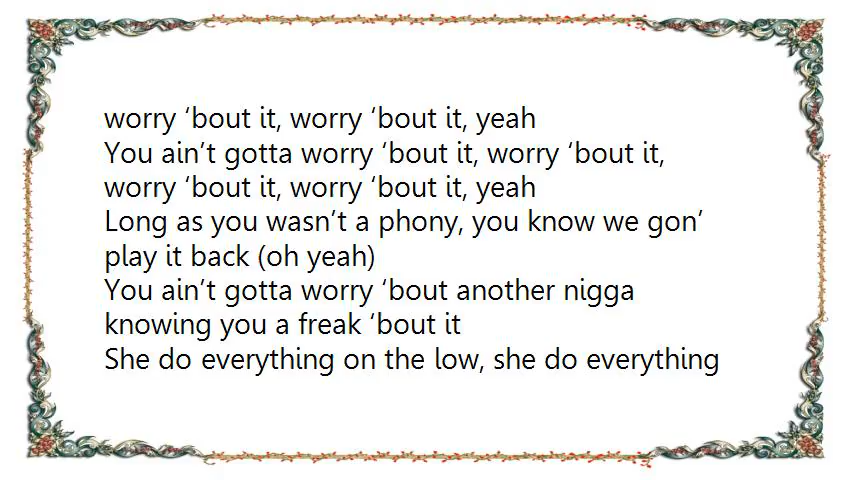 worry ‘bout it, worry ‘bout it, yeah
You ain’t gotta worry ‘bout it, worry ‘bout it,
worry ‘bout it, worry ‘bout it, yeah
Long as you wasn’t a phony, you know we gon’
play it back (oh yeah)
You ain’t gotta worry ‘bout another nigga
knowing you a freak ‘bout it
She do everything on the low, she do everything